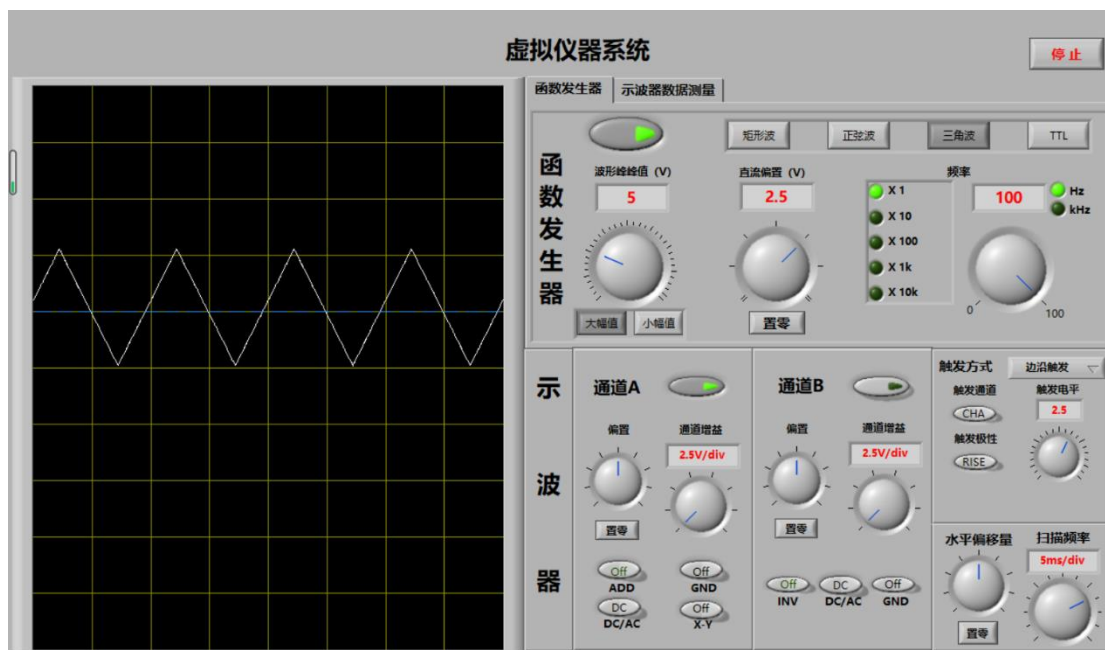 虚拟仪器系统
停止
函数发生器 示波器数据测量
函数发生器
矩形波 正弦波 三角波 TTL
波形峰峰值 (V) 直流偏置 (V) 频率
5 2.5 100
X 1
X 10
X 100
X 1k
X 10k
Hz
kHz
0 100
大幅值 小幅值 置零
示波器
通道A
偏置 通道增益
2.5V/div
置零
Off Off
ADD GND
DC Off
DC/AC X-Y
通道B
偏置 通道增益
2.5V/div
置零
Off DC Off
INV DC/AC GND
触发方式 边沿触发
触发通道 触发电平
CHA 2.5
触发极性
RISE
水平偏移量 扫描频率
5ms/div
置零